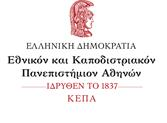 ΕΛΛΗΝΙΚΗ ΔΗΜΟΚΡΑΤΙΑ
Εθνικόν και Καποδιστριακόν
Πανεπιστήμιον Αθηνών
ΙΔΡΥΘΕΝ ΤΟ 1837
ΚΕΠΑ